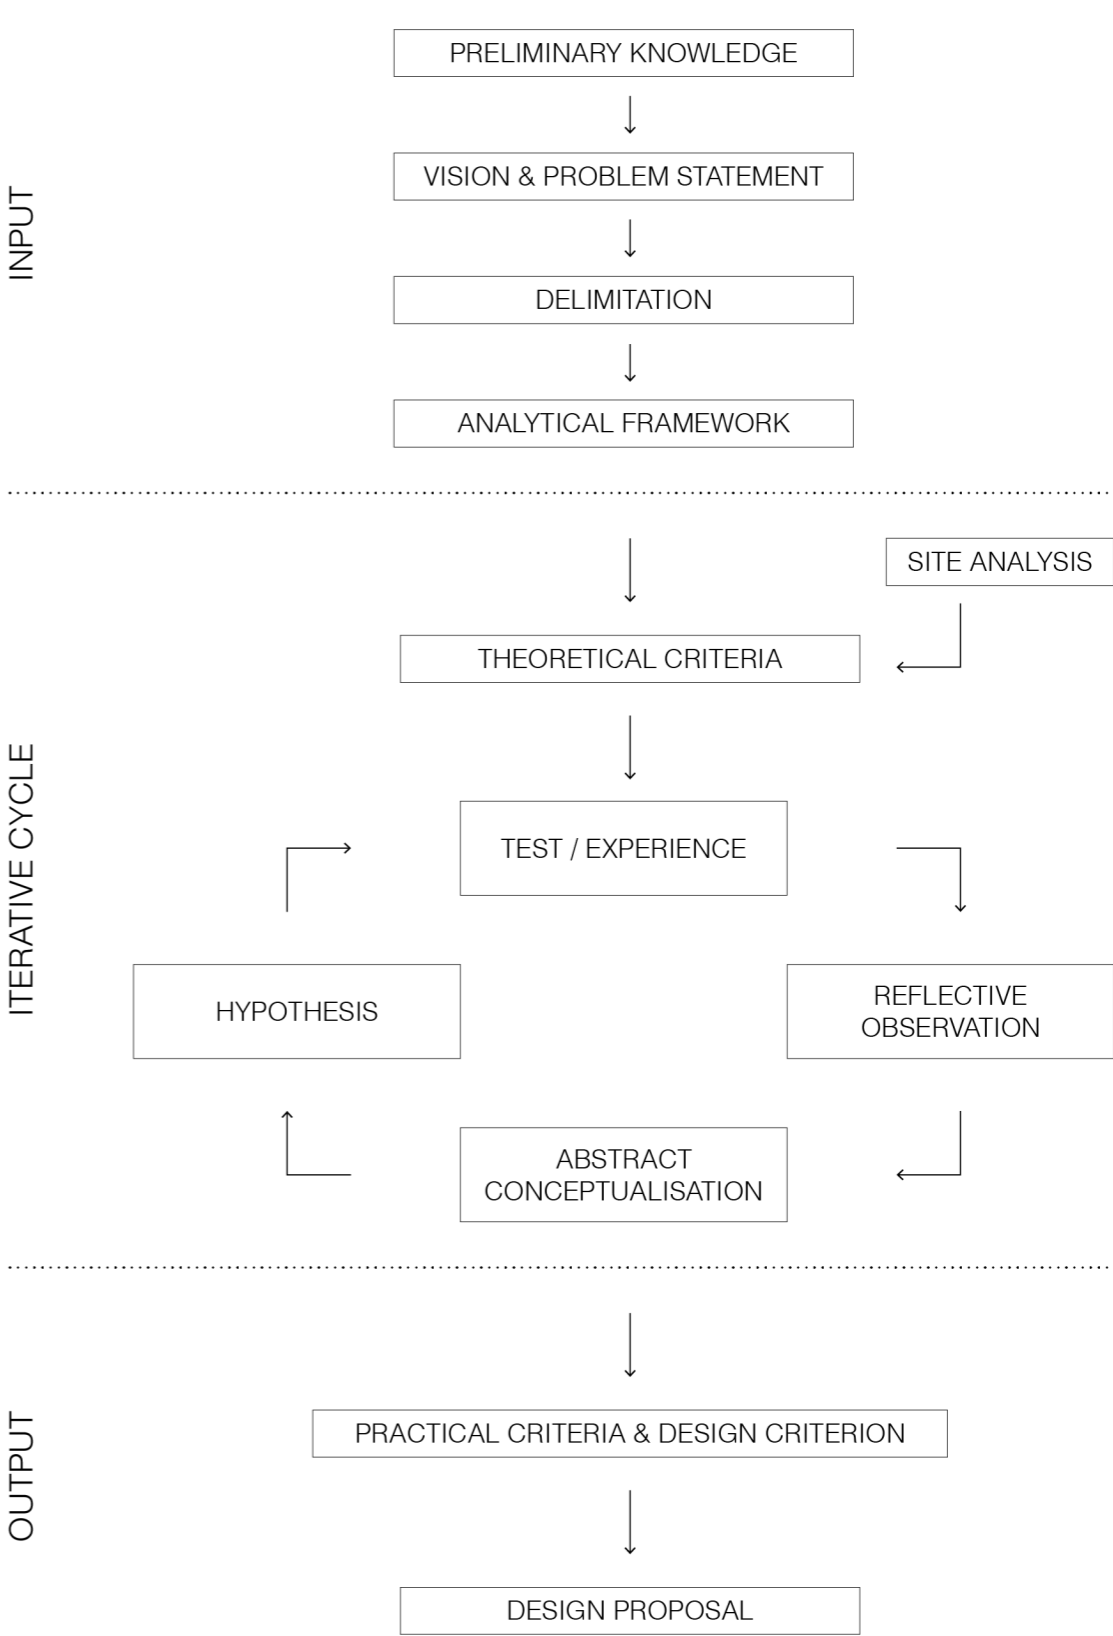 INPUT
PRELIMINARY KNOWLEDGE
VISION & PROBLEM STATEMENT
DELIMITATION
ANALYTICAL FRAMEWORK
ITERATIVE CYCLE
SITE ANALYSIS
THEORETICAL CRITERIA
TEST / EXPERIENCE
HYPOTHESIS
REFLECTIVE
OBSERVATION
ABSTRACT
CONCEPTUALISATION
OUTPUT
PRACTICAL CRITERIA & DESIGN CRITERION
DESIGN PROPOSAL